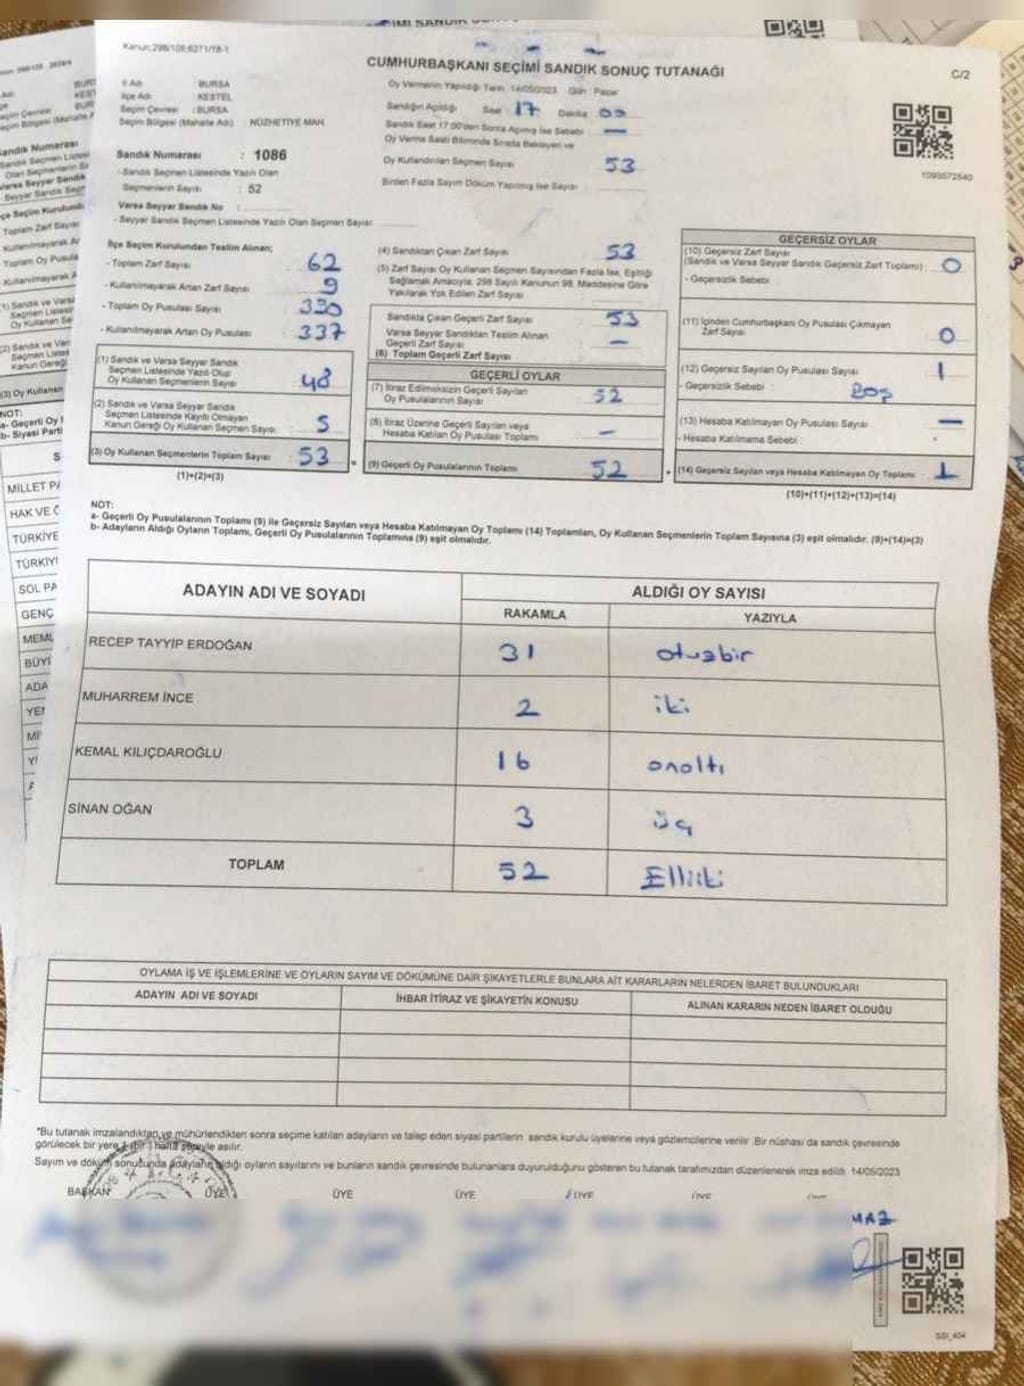 Kanun: 298/108;6271/18-1
CUMHURBAŞKANI SEÇİMİ SANDIK SONUÇ TUTANAĞI
C/2
İl Adı : BURSA
İlçe Adı : KESTEL
Seçim Çevresi : BURSA
Seçim Bölgesi (Mahalle Adı) : NÜZHETİYE MAH.
Sandık Numarası : 1086
- Sandık Seçmen Listesinde Yazılı Olan
Seçmenlerin Sayısı : 52
Varsa Seyyar Sandık No :
- Seyyar Sandık Seçmen Listesinde Yazılı Olan Seçmen Sayısı:
Oy Vermenin Yapıldığı Tarih: 14/05/2023 Gün : Pazar
Sandığın Açıldığı Saat 17 Dakika 05
Sandık Saat 17.00'den Sonra Açılmış İse Sebebi : —
Oy Verme Saati Bitiminde Sırada Bekleyen ve
Oy Kullandırılan Seçmen Sayısı 53
Birden Fazla Sayım Döküm Yapılmış İse Sayısı
1090072540
İlçe Seçim Kurulundan Teslim Alınan;
- Toplam Zarf Sayısı 62
- Kullanılmayarak Artan Zarf Sayısı 9
- Toplam Oy Pusulası Sayısı
- Kullanılmayarak Artan Oy Pusulası 337
(1) Sandık ve Varsa Seyyar Sandık
Seçmen Listesinde Yazılı Olup
Oy Kullanan Seçmenlerin Sayısı 48
(2) Sandık ve Varsa Seyyar Sandık
Seçmen Listesinde Kayıtlı Olmayan
Kanun Gereği Oy Kullanan Seçmen Sayısı 5
(3) Oy Kullanan Seçmenlerin Toplam Sayısı 53
(1)+(2)=(3)
(4) Sandıktan Çıkan Zarf Sayısı 53
(5) Zarf Sayısı Oy Kullanan Seçmen Sayısından Fazla İse, Eşitliği
Sağlamak Amacıyla, 298 Sayılı Kanunun 98. Maddesine Göre
Yakılarak Yok Edilen Zarf Sayısı
Sandıkta Çıkan Geçerli Zarf Sayısı 53
Varsa Seyyar Sandıktan Teslim Alınan
Geçerli Zarf Sayısı —
(6) Toplam Geçerli Zarf Sayısı
GEÇERLİ OYLAR
(7) İtiraz Edilmeksizin Geçerli Sayılan
Oy Pusulalarının Sayısı 52
(8) İtiraz Üzerine Geçerli Sayılan veya
Hesaba Katılan Oy Pusulası Toplamı —
(9) Geçerli Oy Pusulalarının Toplamı 52
GEÇERSİZ OYLAR
(10) Geçersiz Zarf Sayısı
(Sandık ve Varsa Seyyar Sandık Geçersiz Zarf Toplamı) 0
- Geçersizlik Sebebi :
(11) İçinden Cumhurbaşkanı Oy Pusulası Çıkmayan
Zarf Sayısı 0
(12) Geçersiz Sayılan Oy Pusulası Sayısı 1
- Geçersizlik Sebebi : Boş
(13) Hesaba Katılmayan Oy Pusulası Sayısı —
- Hesaba Katılmama Sebebi :
(14) Geçersiz Sayılan veya Hesaba Katılmayan Oy Toplamı 1
(10)+(11)+(12)+(13)=(14)
NOT:
a- Geçerli Oy Pusulalarının Toplamı (9) ile Geçersiz Sayılan veya Hesaba Katılmayan Oy Toplamı (14) Toplamları, Oy Kullanan Seçmenlerin Toplam Sayısına (3) eşit olmalıdır. (9)+(14)=(3)
b- Adayların Aldığı Oyların Toplamı, Geçerli Oy Pusulalarının Toplamına (9) eşit olmalıdır.
ADAYIN ADI VE SOYADI
ALDIĞI OY SAYISI
RAKAMLA YAZIYLA
RECEP TAYYİP ERDOĞAN 31 otuzbir
MUHARREM İNCE 2 iki
KEMAL KILIÇDAROĞLU 16 onaltı
SİNAN OĞAN 3 üç
TOPLAM 52 Elliiki
OYLAMA İŞ VE İŞLEMLERİNE VE OYLARIN SAYIM VE DÖKÜMÜNE DAİR ŞİKAYETLERLE BUNLARA AİT KARARLARIN NELERDEN İBARET BULUNDUKLARI
ADAYIN ADI VE SOYADI İHBAR İTİRAZ VE ŞİKAYETİN KONUSU ALINAN KARARIN NEDEN İBARET OLDUĞU
*Bu tutanak imzalandıktan ve mühürlendikten sonra seçime katılan adayların ve talep eden siyasi partilerin sandık kurulu üyelerine veya gözlemcilerine verilir. Bir nüshası da sandık çevresinde
görülecek bir yere 1 (bir) hafta süreyle asılır.
Sayım ve döküm sonucunda adayların aldığı oyların sayılarını ve bunların sandık çevresinde bulunanlara duyurulduğunu gösteren bu tutanak tarafımızdan düzenlenerek imza edildi. 14/05/2023
BAŞKAN ÜYE ÜYE ÜYE ÜYE ÜYE
SSI_404
andık Numarası
NOT:
a- Geçerli Oy
b- Siyasi Parti
MİLLET PA
HAK VE Ö
TÜRKİYE
TÜRKİY
SOL PA
GENÇ
MEML
BÜYÜ
ADA
YEN